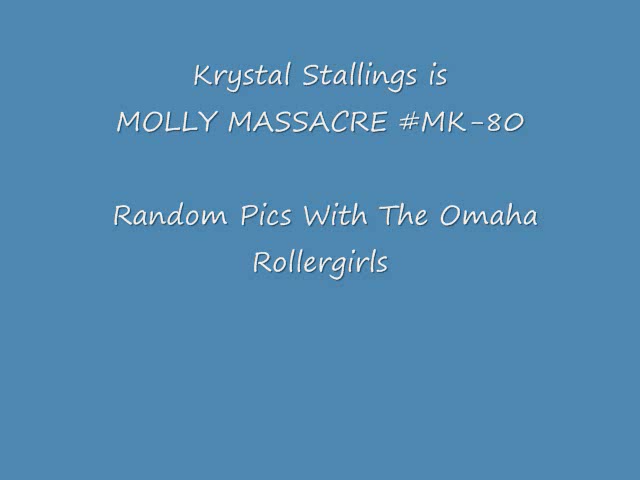 Krystal Stallings is
MOLLY MASSACRE #MK-80
Random Pics With The Omaha
Rollergirls